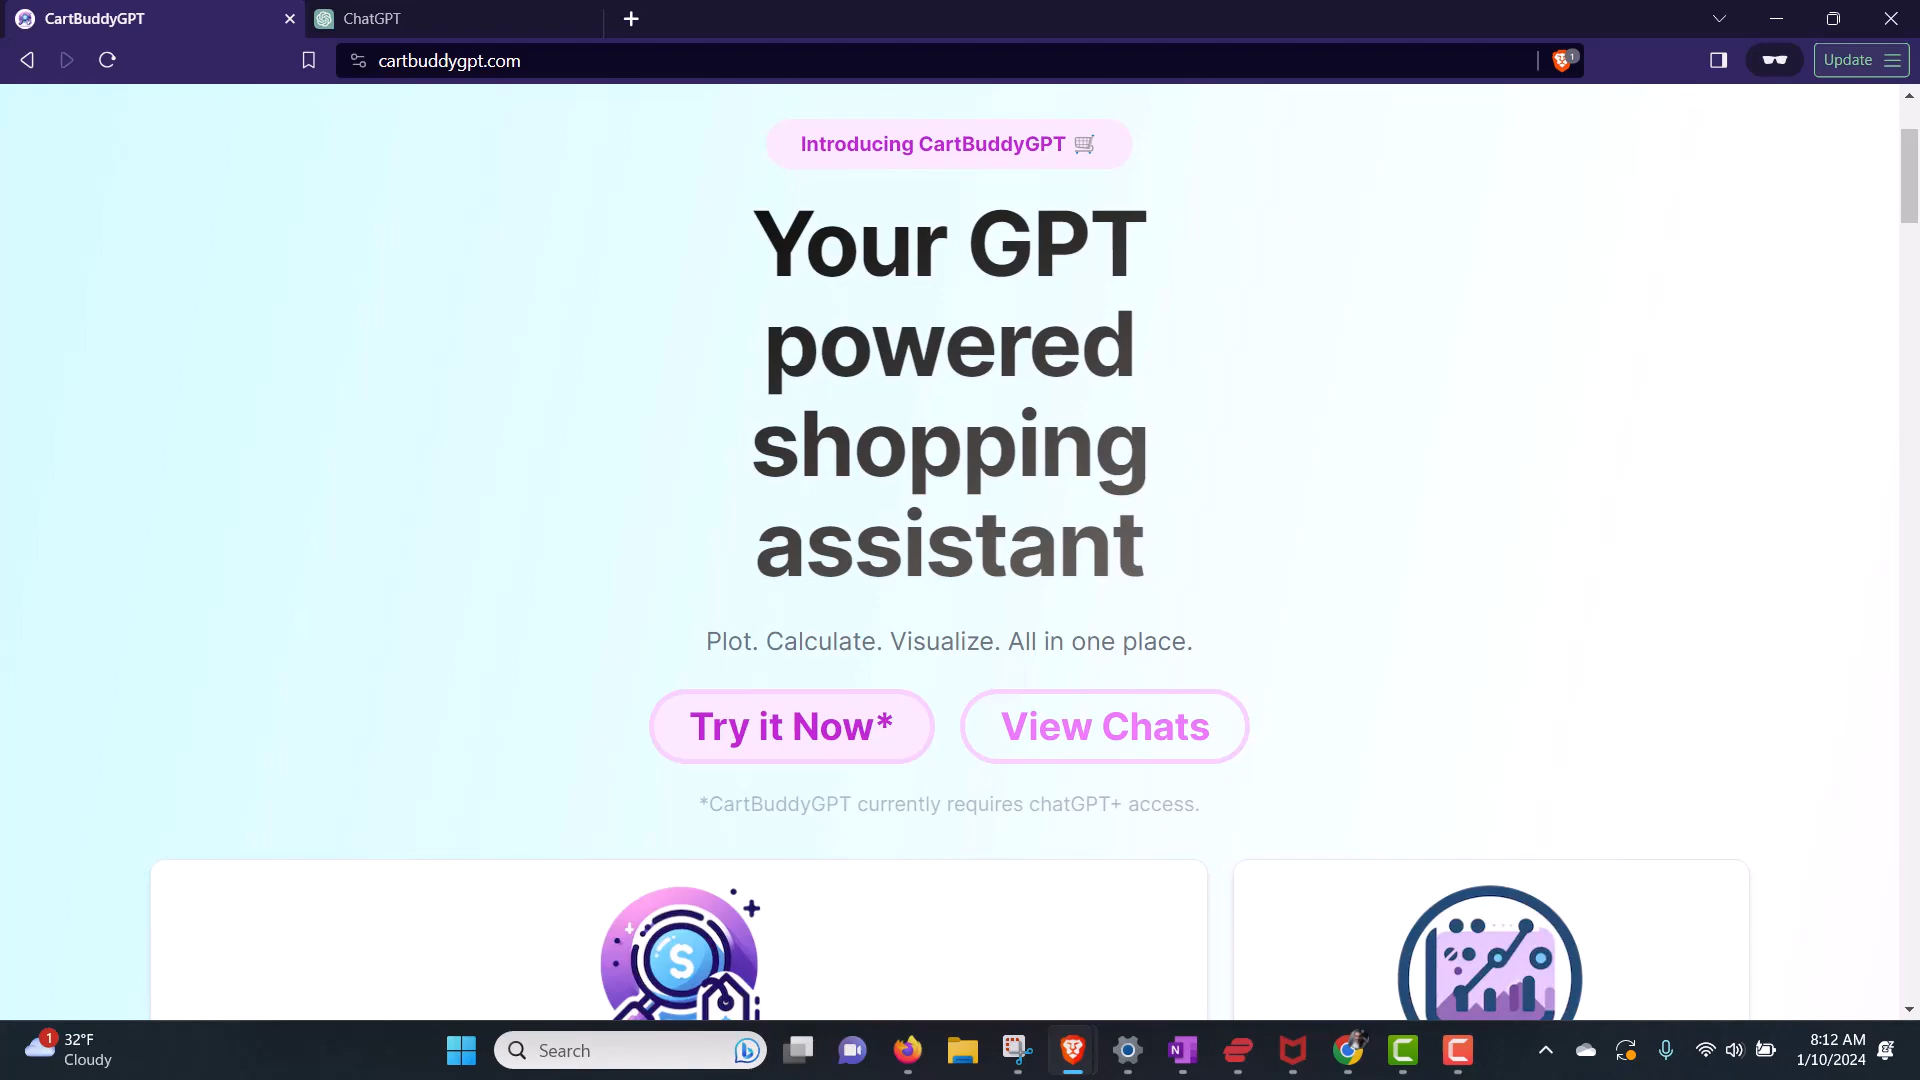 CartBuddyGPT
ChatGPT
cartbuddygpt.com
1
Update
Introducing CartBuddyGPT
Your GPT
powered
shopping
assistant
Plot. Calculate. Visualize. All in one place.
Try it Now*
View Chats
*CartBuddyGPT currently requires chatGPT+ access.
S
1
32°F
Cloudy
Search
8:12 AM
1/10/2024